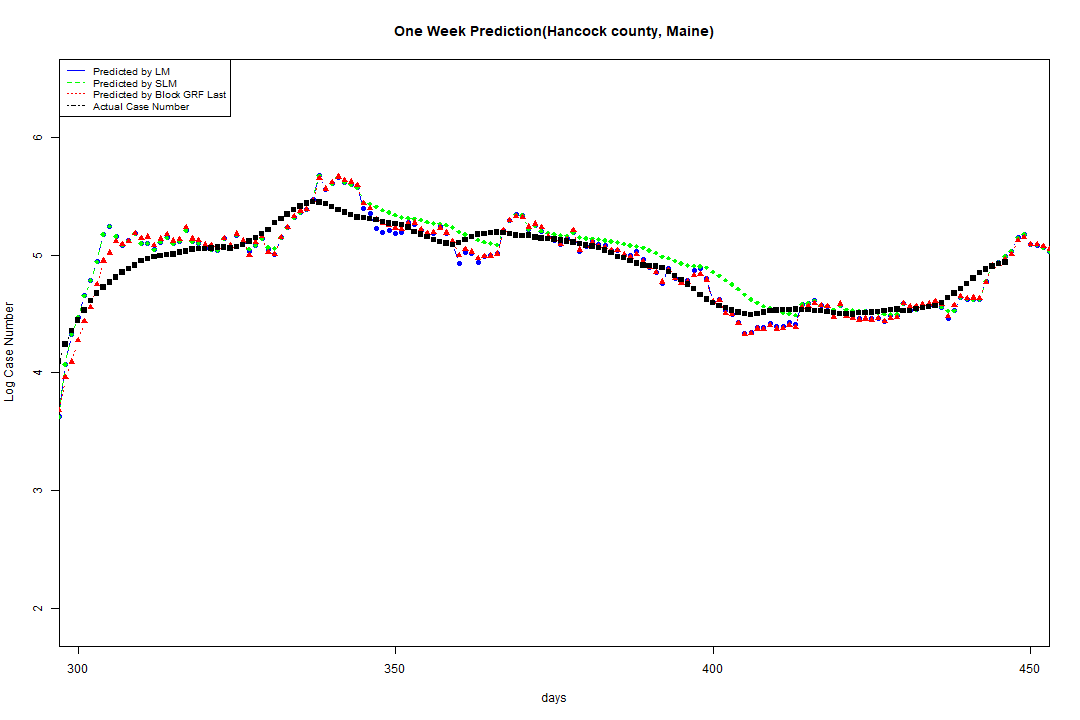 One Week Prediction(Hancock county, Maine)
Predicted by LM
Predicted by SLM
Predicted by Block GRF Last
Actual Case Number
6
5
4
3
2
Log Case Number
300
350
400
450
days